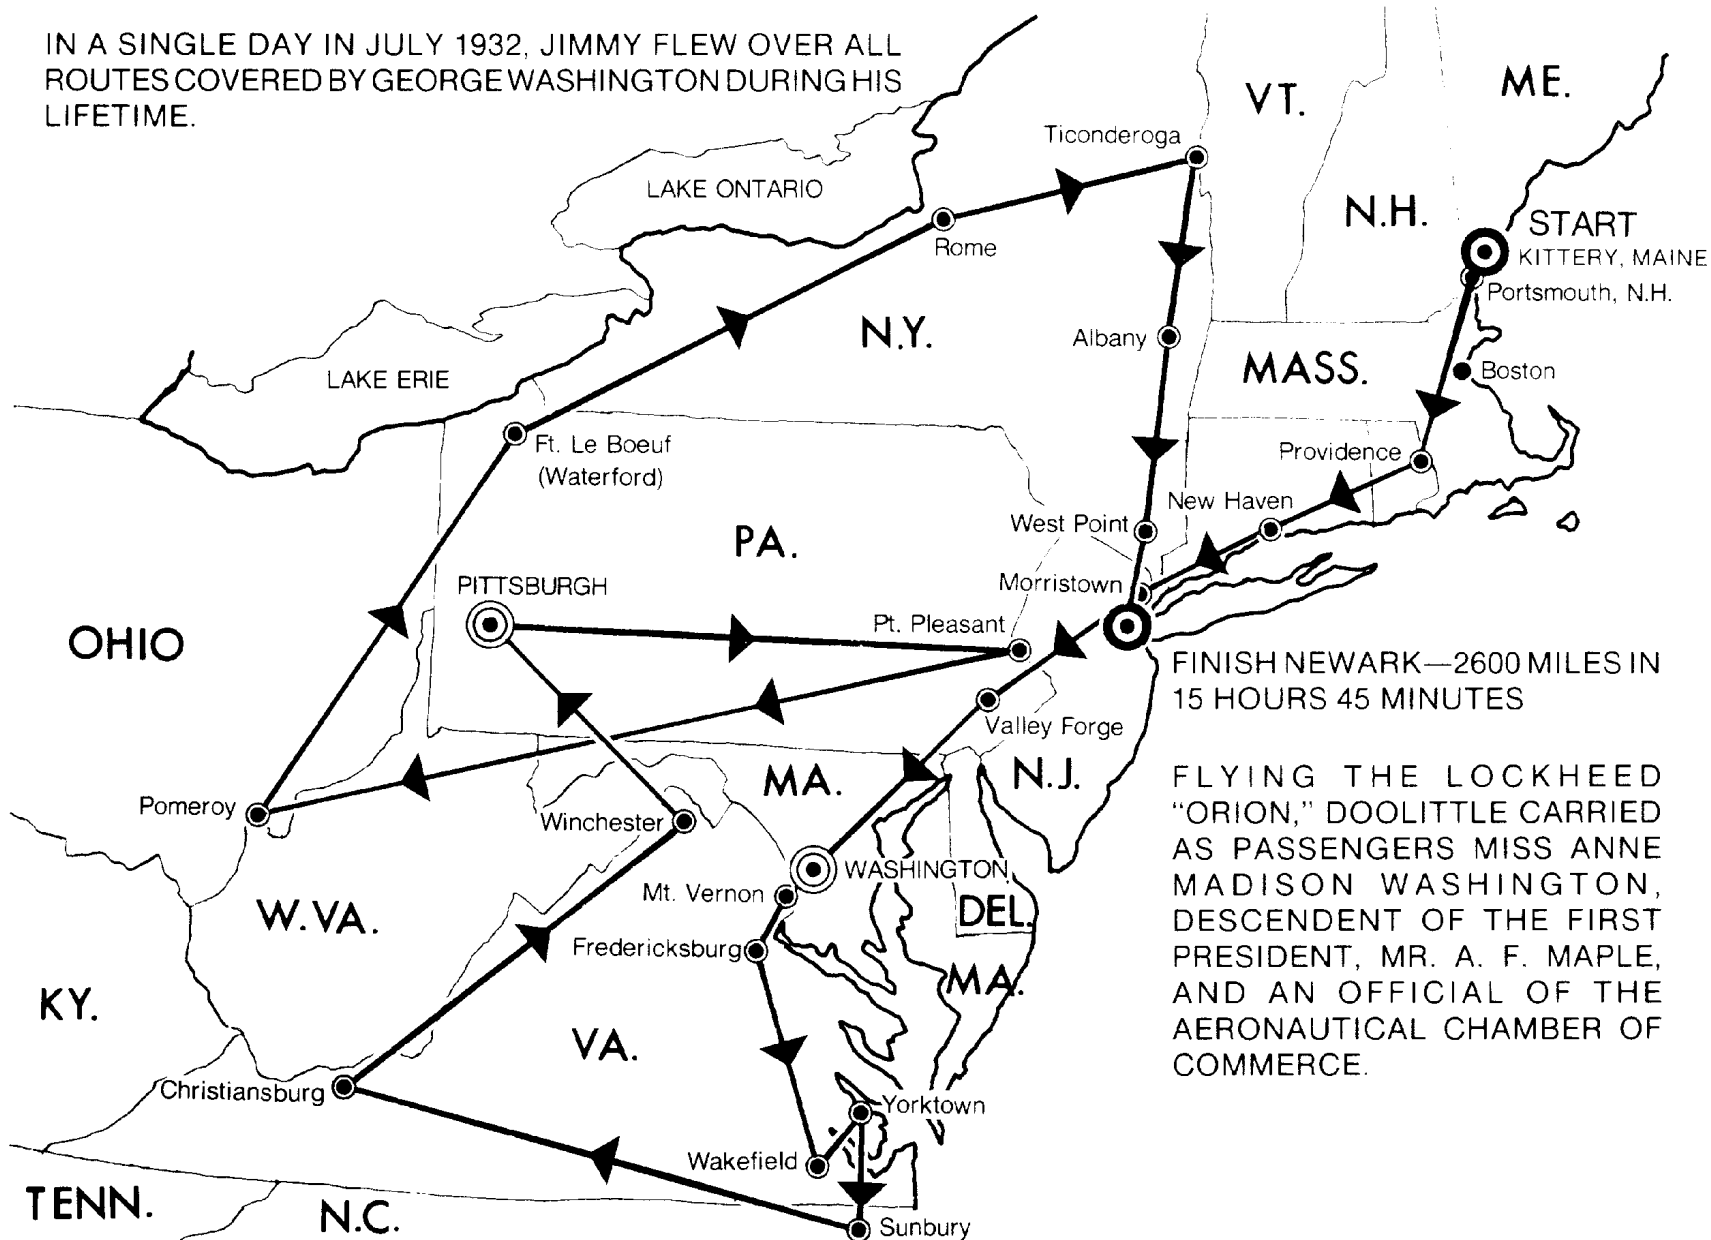 IN A SINGLE DAY IN JULY 1932, JIMMY FLEW OVER ALL
ROUTES COVERED BY GEORGE WASHINGTON DURING HIS
LIFETIME.
VT.
ME.
Ticonderoga
LAKE ONTARIO
N.H.
START
Rome
KITTERY, MAINE
Portsmouth, N.H.
N.Y.
Albany
MASS.
Boston
LAKE ERIE
Ft. Le Boeuf
(Waterford)
Providence
New Haven
West Point
PA.
PITTSBURGH
Morristown
Pt. Pleasant
OHIO
FINISH NEWARK—2600 MILES IN
15 HOURS 45 MINUTES
Valley Forge
MA.
N.J.
Pomeroy
Winchester
FLYING THE LOCKHEED
"ORION," DOOLITTLE CARRIED
AS PASSENGERS MISS ANNE
MADISON WASHINGTON,
DESCENDENT OF THE FIRST
PRESIDENT, MR. A. F. MAPLE,
AND AN OFFICIAL OF THE
AERONAUTICAL CHAMBER OF
COMMERCE.
WASHINGTON
Mt. Vernon
W.VA.
DEL.
Fredericksburg
MA.
KY.
VA.
Christiansburg
Yorktown
Wakefield
TENN.
N.C.
Sunbury